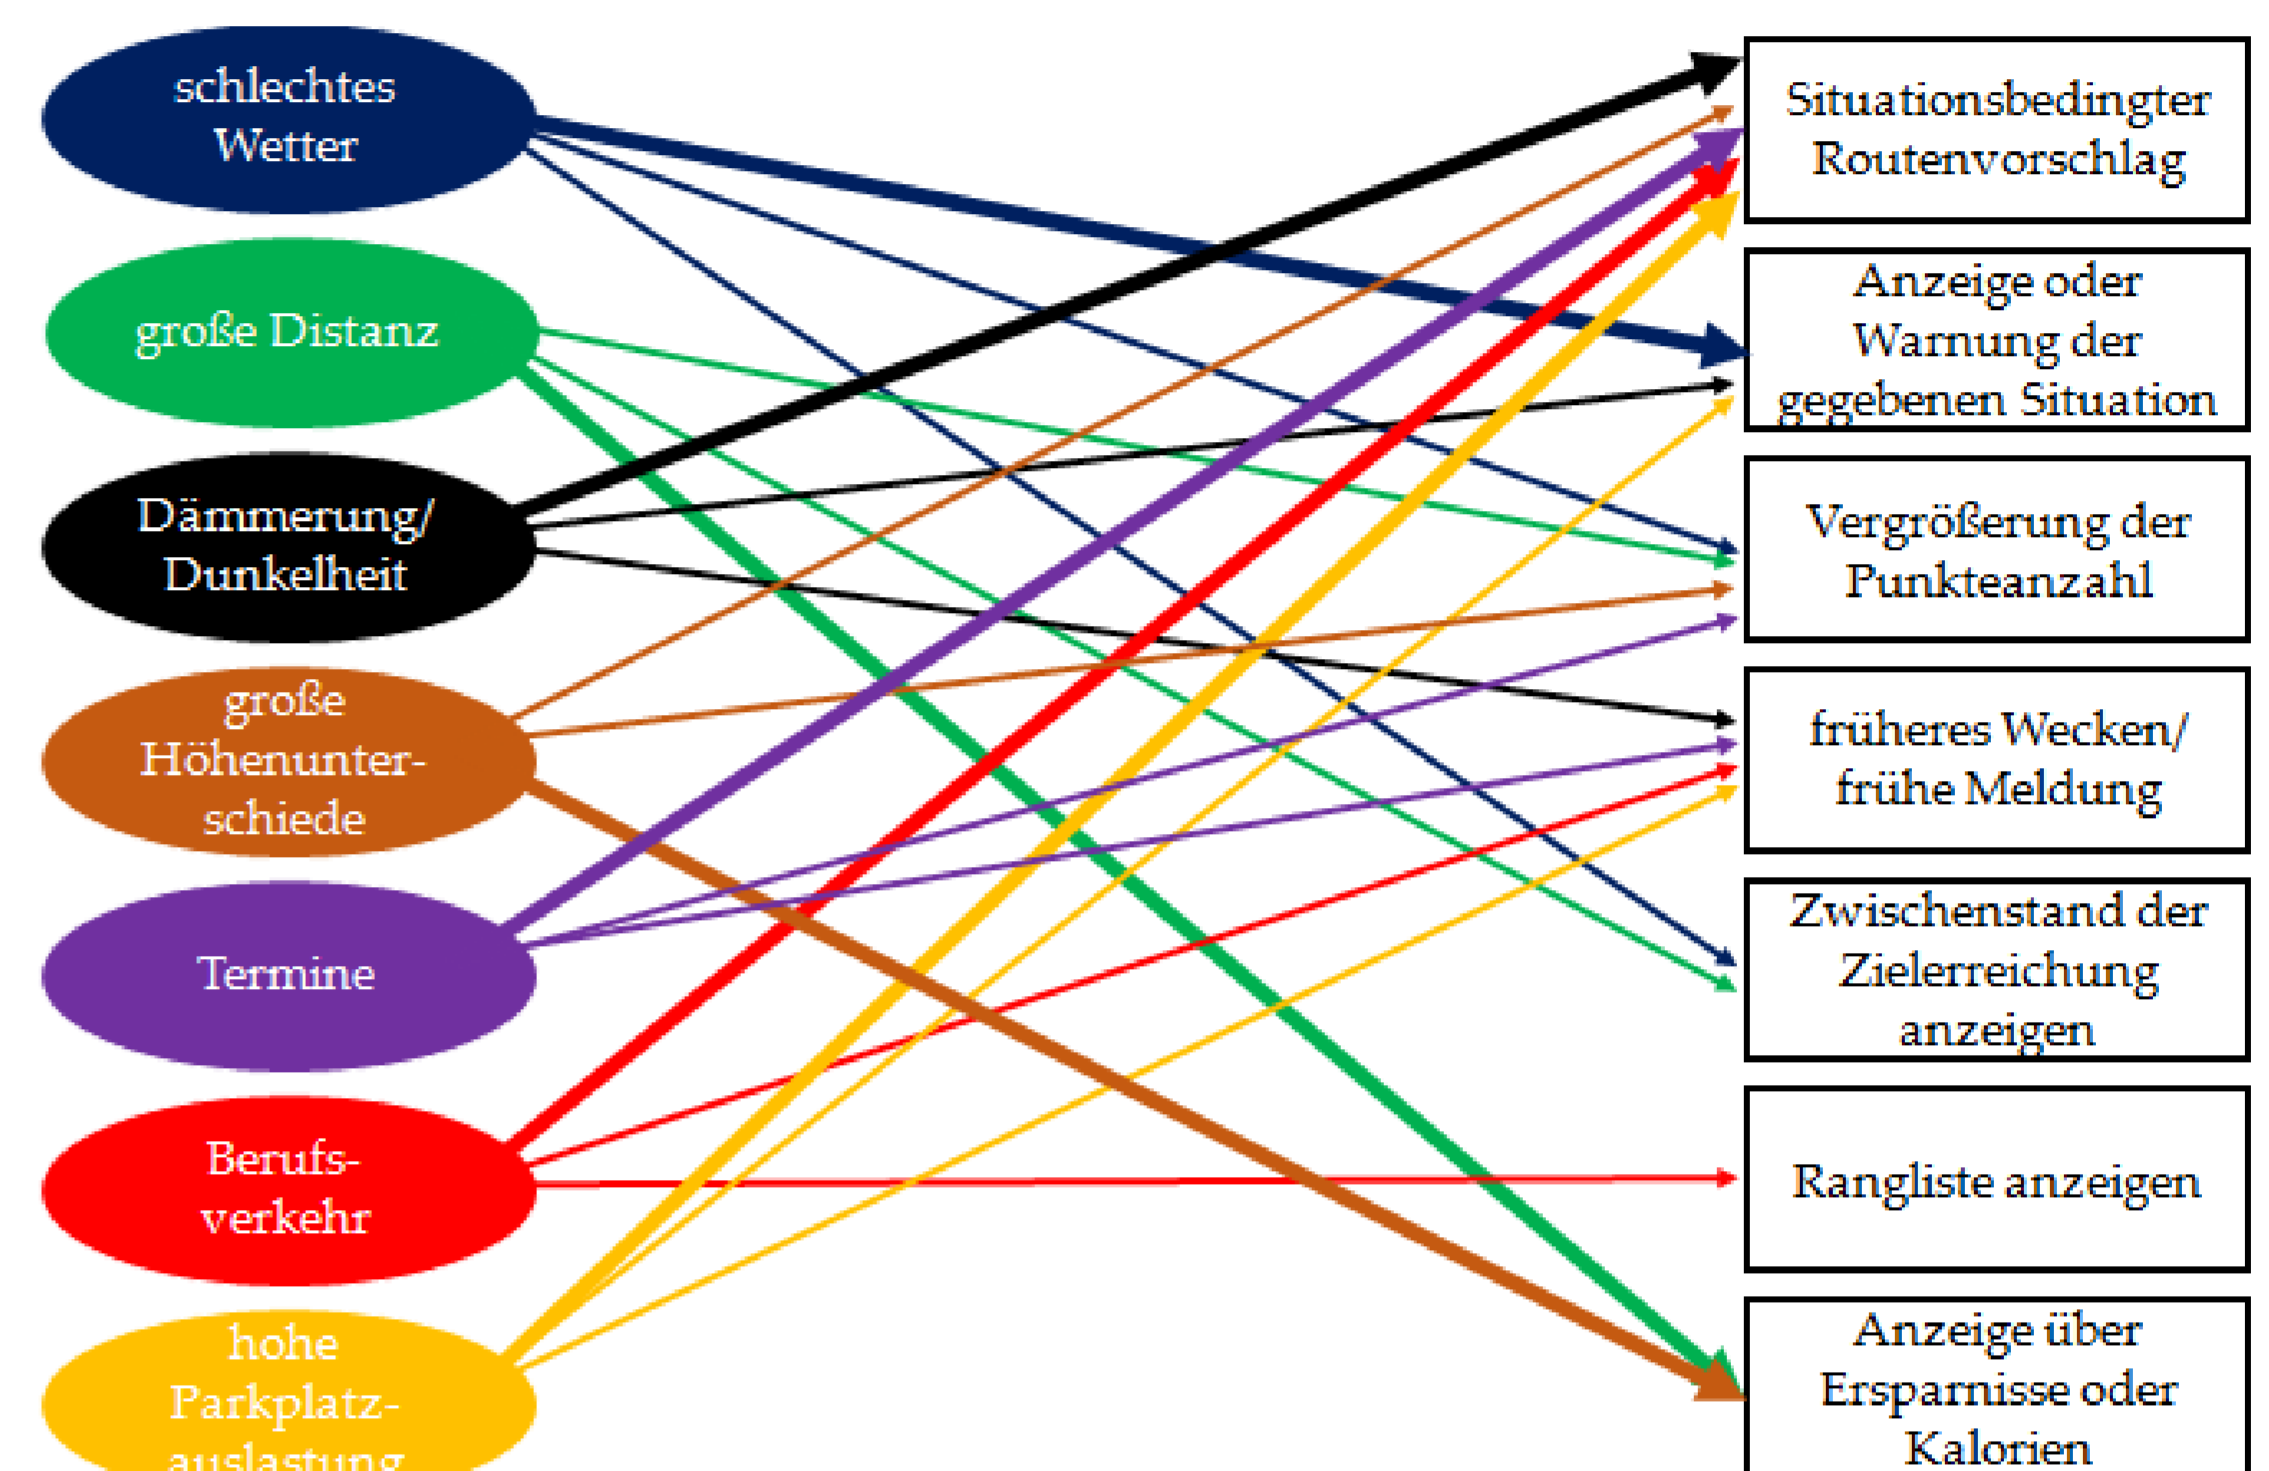 schlechtes
Wetter
große Distanz
Dämmerung/
Dunkelheit
große
Höhenunter-
schiede
Termine
Berufs-
verkehr
hohe
Parkplatz-
auslastung
Situationsbedingter
Routenvorschlag
Anzeige oder
Warnung der
gegebenen Situation
Vergrößerung der
Punkteanzahl
früheres Wecken/
frühe Meldung
Zwischenstand der
Zielerreichung
anzeigen
Rangliste anzeigen
Anzeige über
Ersparnisse oder
Kalorien